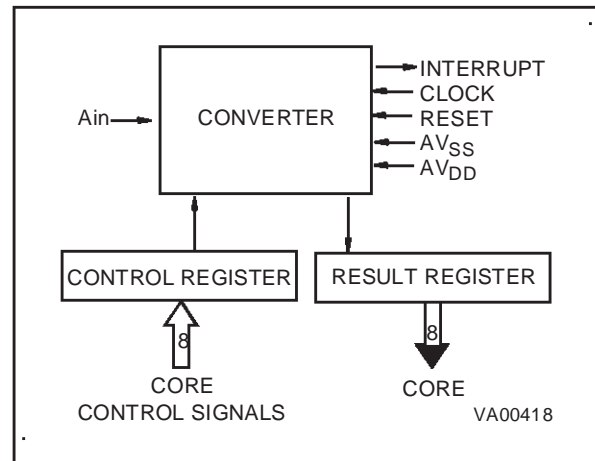 INTERRUPT
CLOCK
Ain
CONVERTER
RESET
AVSS
AVDD
CONTROL REGISTER
RESULT REGISTER
8
8
CORE
CONTROL SIGNALS
CORE
VA00418